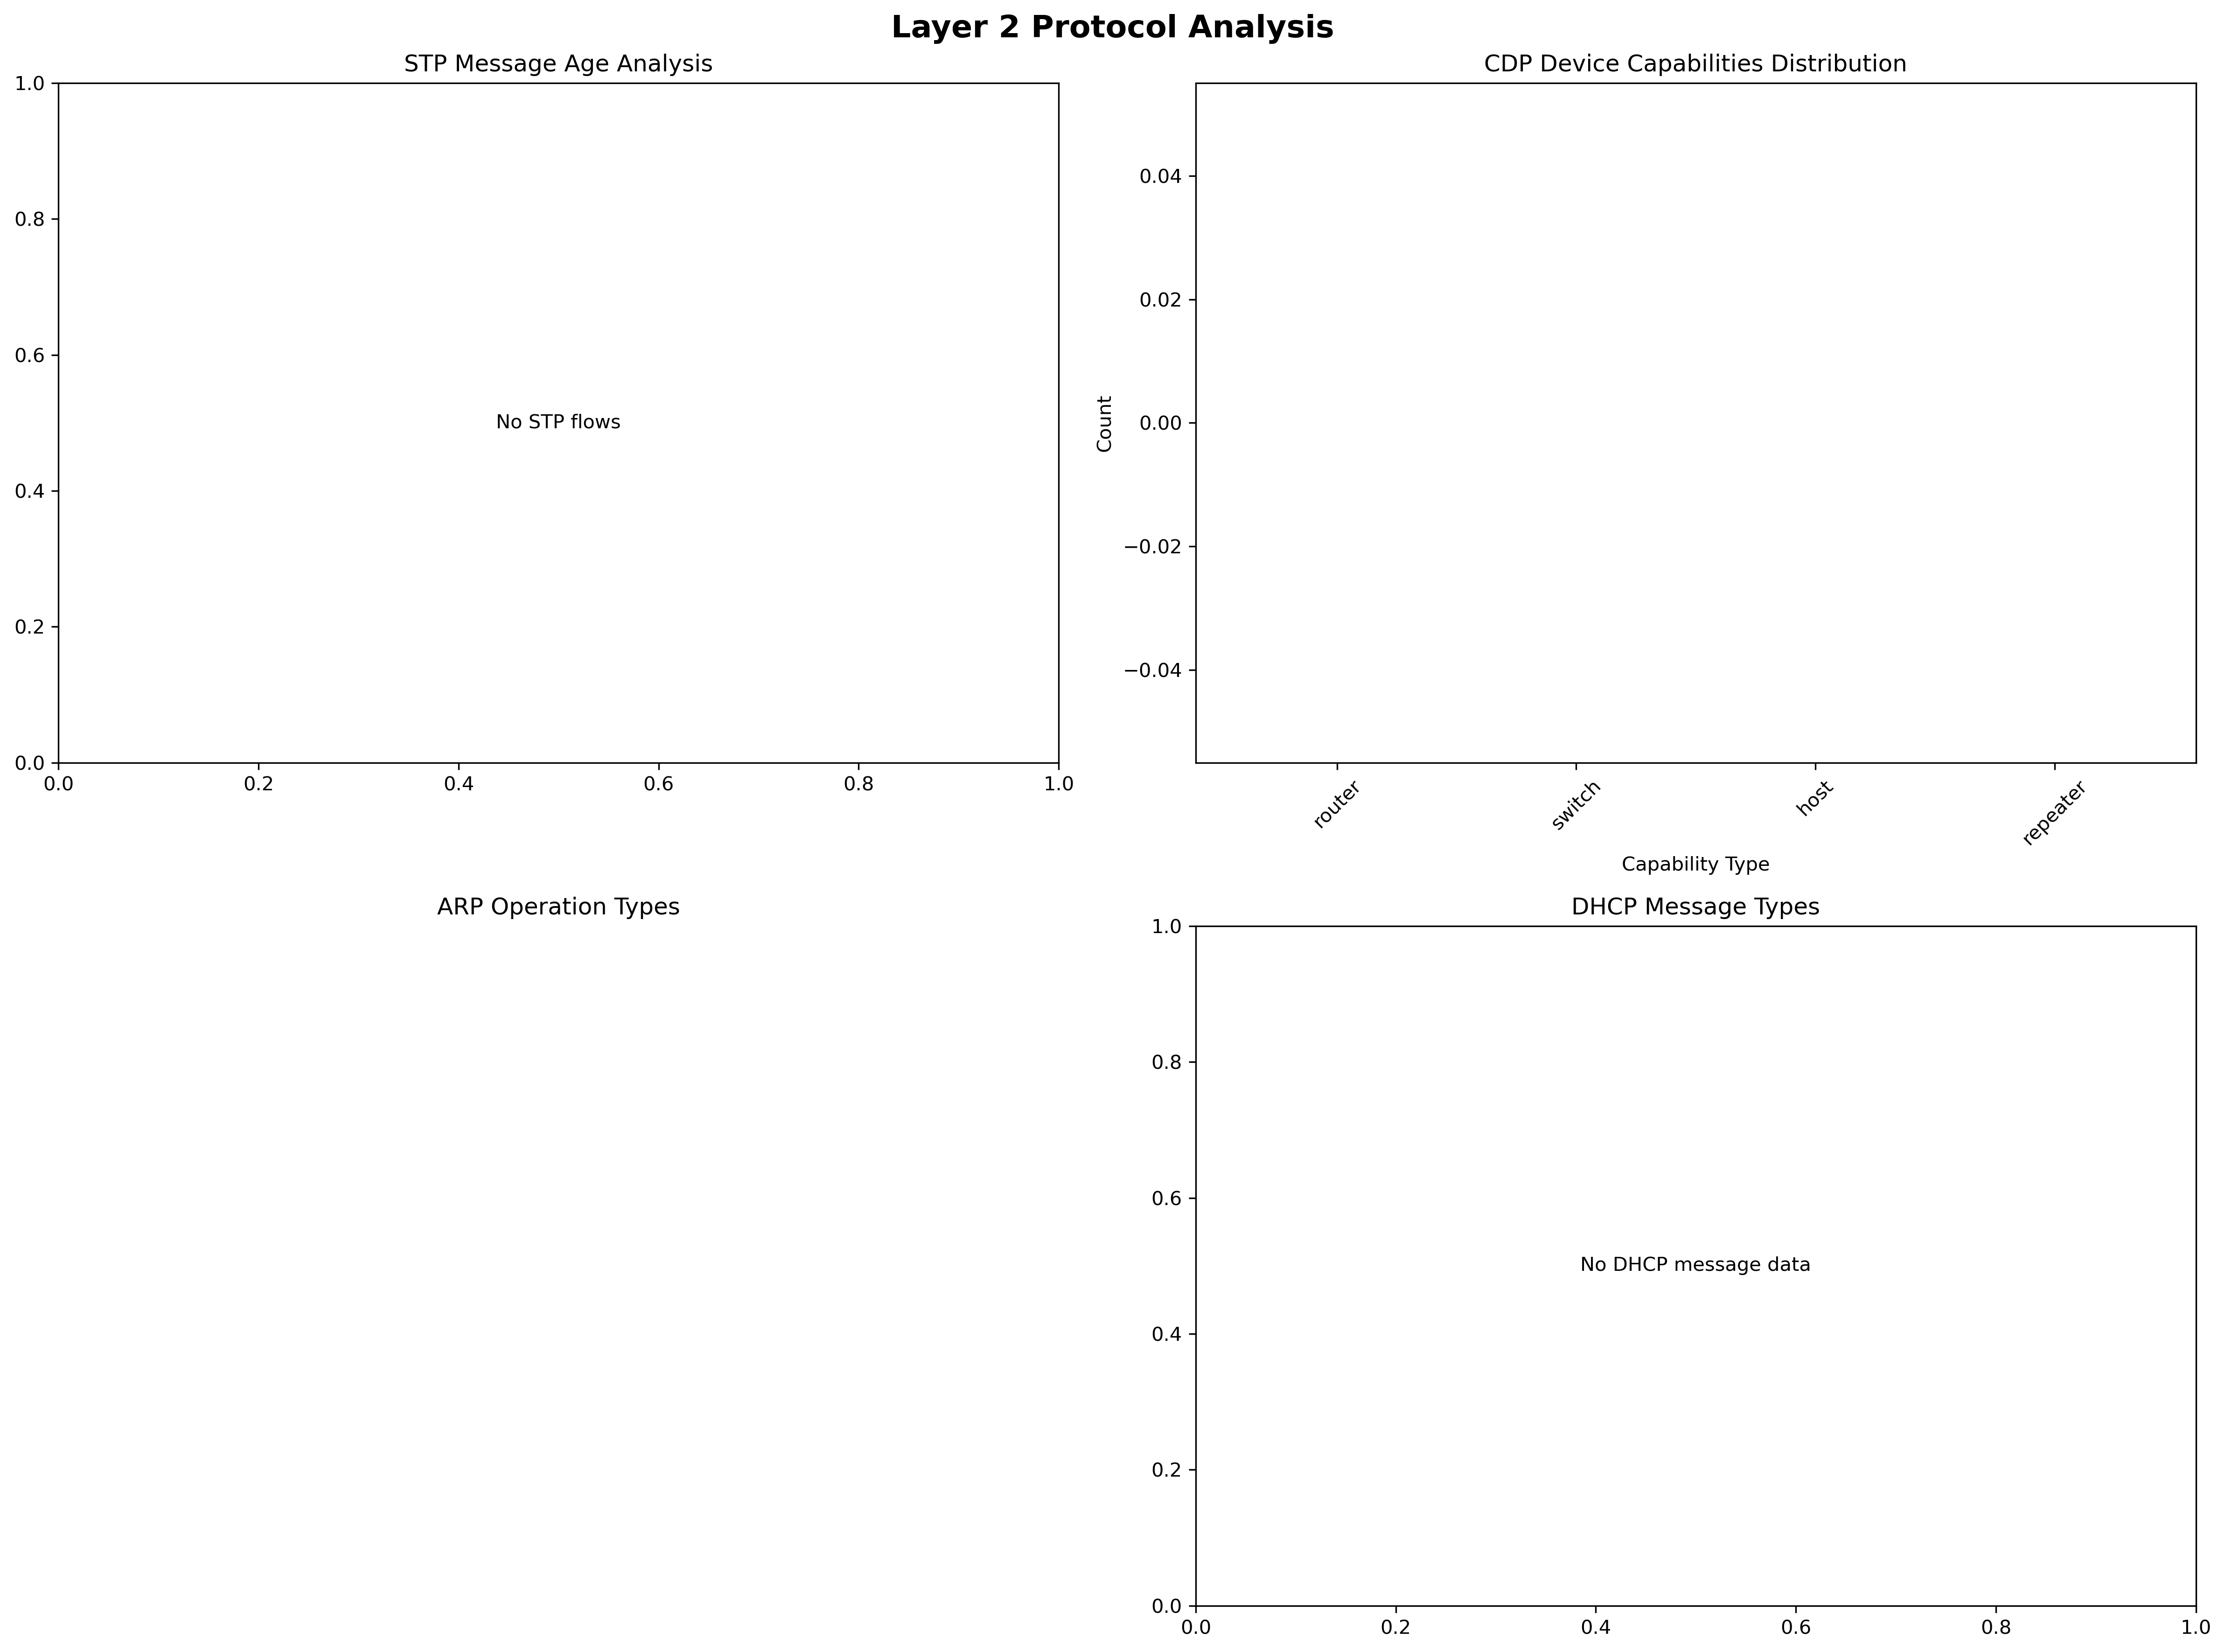 Layer 2 Protocol Analysis
STP Message Age Analysis
1.0
0.8
0.6
0.4
0.2
0.0
No STP flows
0.0 0.2 0.4 0.6 0.8 1.0
CDP Device Capabilities Distribution
Count
0.04
0.02
0.00
−0.02
−0.04
router switch host repeater
Capability Type
ARP Operation Types
DHCP Message Types
1.0
0.8
0.6
0.4
0.2
0.0
No DHCP message data
0.0 0.2 0.4 0.6 0.8 1.0